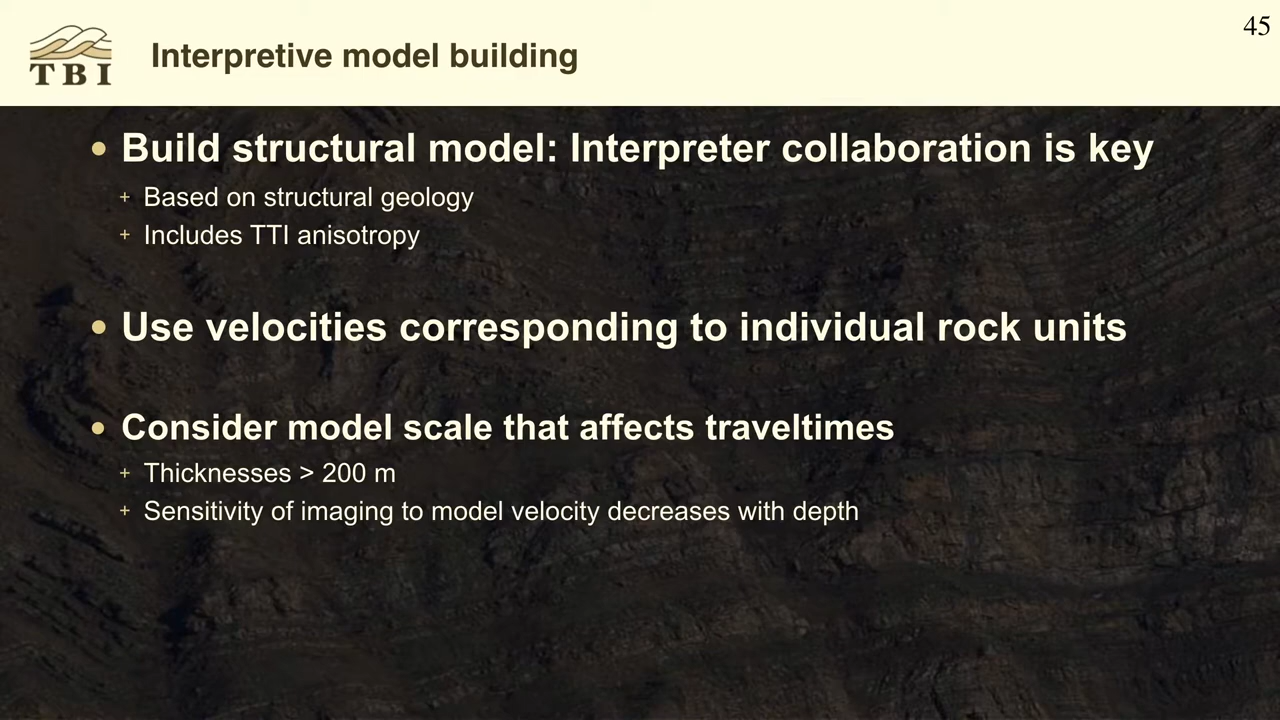 45
TBI
Interpretive model building
• Build structural model: Interpreter collaboration is key
+ Based on structural geology
+ Includes TTI anisotropy
• Use velocities corresponding to individual rock units
• Consider model scale that affects traveltimes
+ Thicknesses > 200 m
+ Sensitivity of imaging to model velocity decreases with depth